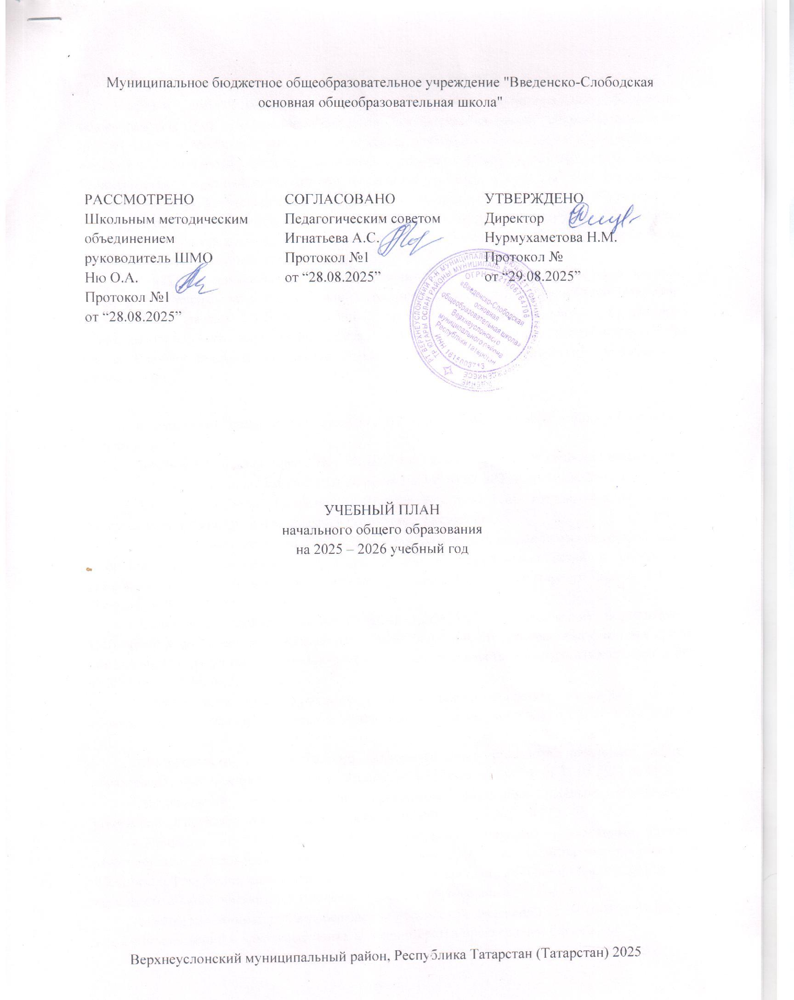 Муниципальное бюджетное общеобразовательное учреждение "Введенско-Слободская
основная общеобразовательная школа"
РАССМОТРЕНО
Школьным методическим
объединением
руководитель ШМО
Ню О.А.
Протокол №1
от “28.08.2025”
СОГЛАСОВАНО
Педагогическим советом
Игнатьева А.С.
Протокол №1
от “28.08.2025”
УТВЕРЖДЕНО
Директор
Нурмухаметова Н.М.
Протокол №
от “29.08.2025”
«Введенско-Слободская
основная
общеобразовательная школа»
Верхнеуслонского
муниципального района
Республики Татарстан
УЧЕБНЫЙ ПЛАН
начального общего образования
на 2025 – 2026 учебный год
Верхнеуслонский муниципальный район, Республика Татарстан (Татарстан) 2025